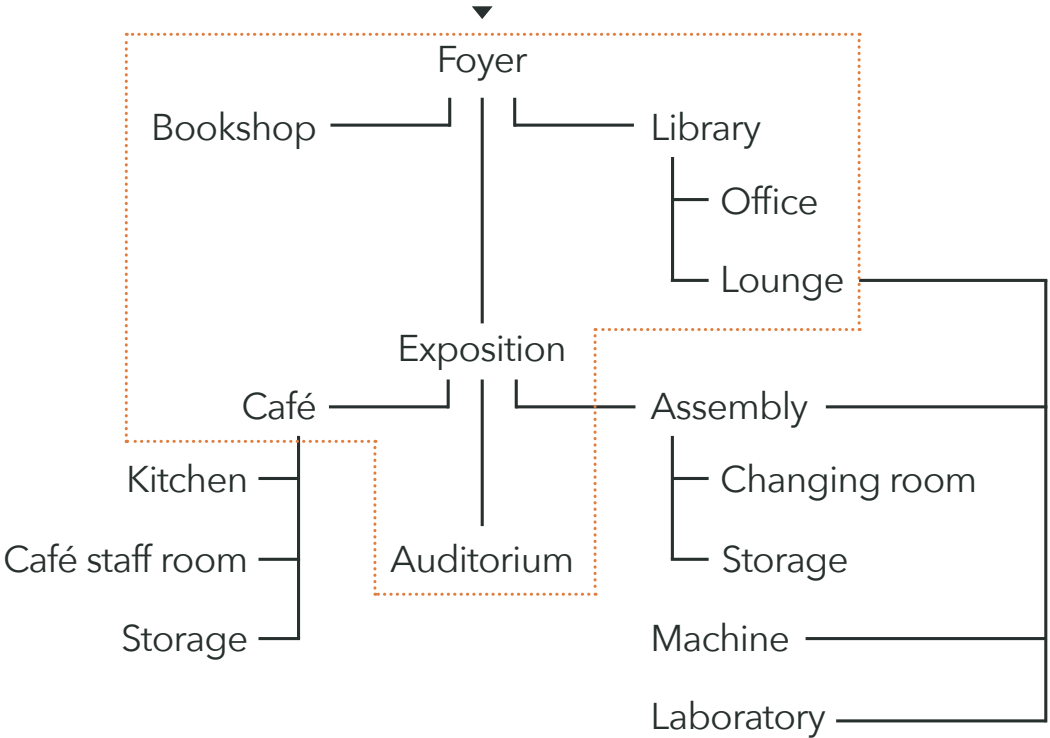 Foyer
Bookshop
Library
Office
Lounge
Exposition
Café
Assembly
Kitchen
Changing room
Café staff room
Auditorium
Storage
Storage
Machine
Laboratory